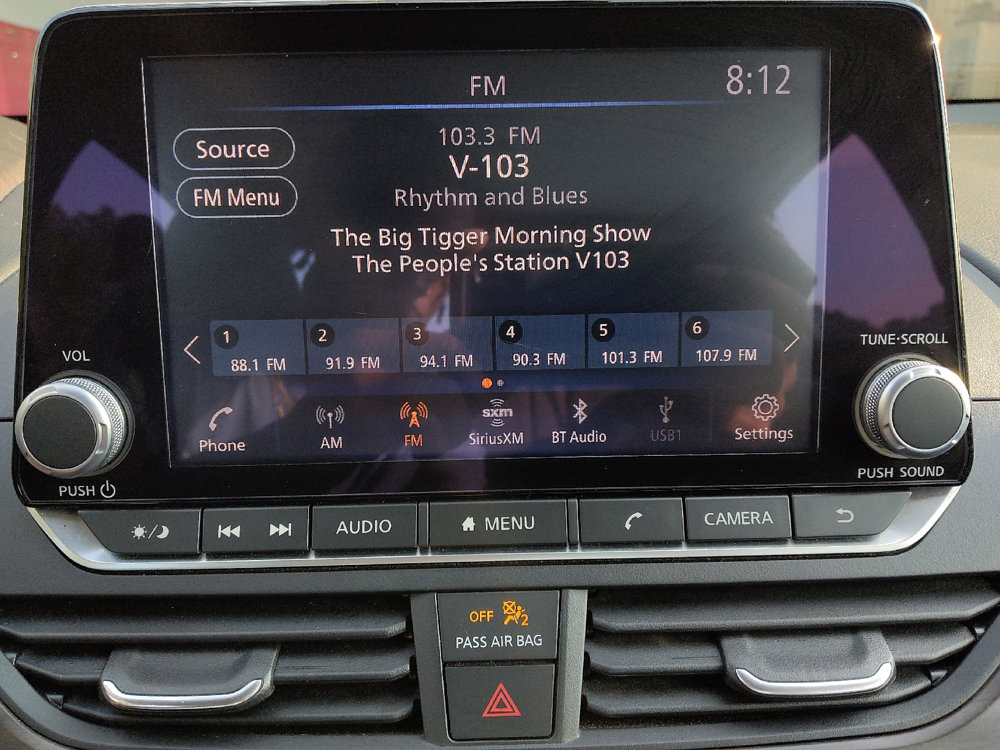 FM
8:12
Source
FM Menu
103.3 FM
V-103
Rhythm and Blues
The Big Tigger Morning Show
The People's Station V103
1
88.1 FM
2
91.9 FM
3
94.1 FM
4
90.3 FM
5
101.3 FM
6
107.9 FM
Phone
AM
FM
sxm
SiriusXM
BT Audio
USB1
Settings
VOL
PUSH
TUNE·SCROLL
PUSH SOUND
AUDIO
MENU
CAMERA
OFF
2
PASS AIR BAG